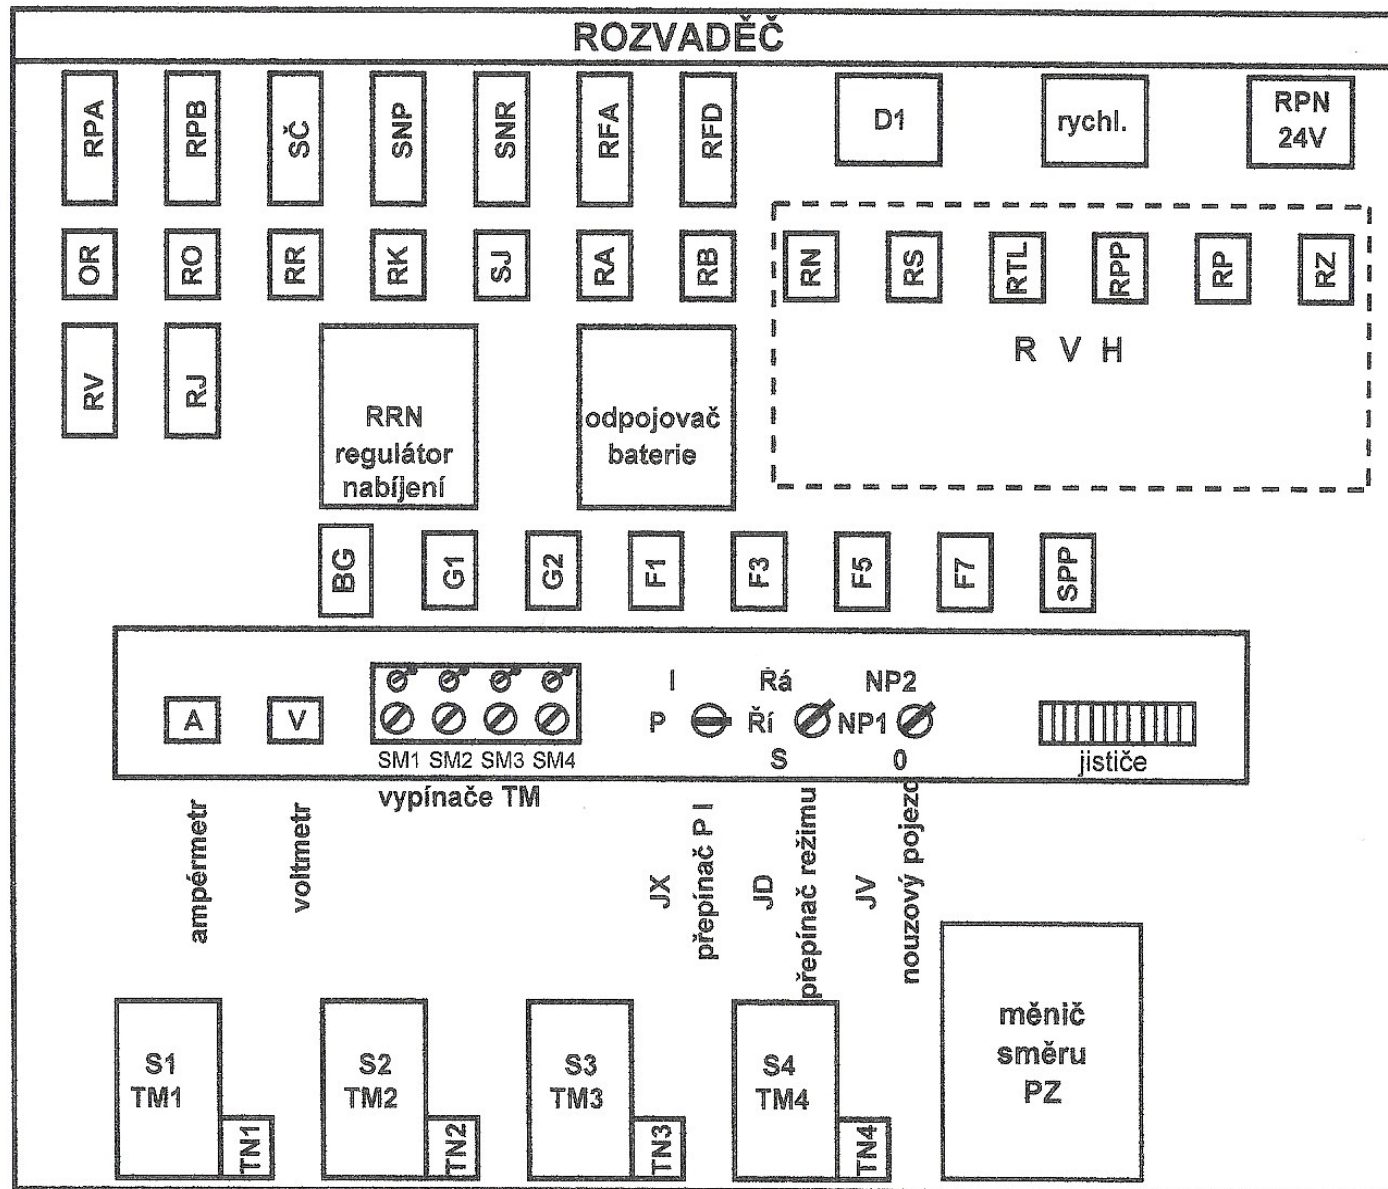 ROZVADĚČ
RPA RPB SČ SNP SNR RFA RFD D1 rychl. RPN
24V
OR RO RR RK SJ RA RB RN RS RTL RPP RP RZ
R V H
RV RJ
RRN
regulátor
nabíjení
odpojovač
baterie
BG G1 G2 F1 F3 F5 F7 SPP
I Řá NP2
A V P Ří NP1
S 0
SM1 SM2 SM3 SM4
jističe
vypínače TM
ampérmetr
voltmetr
JX
přepínač P I
JD
přepínač režimu
JV
nouzový pojezd
S1
TM1
TN1
S2
TM2
TN2
S3
TM3
TN3
S4
TM4
TN4
měnič
směru
PZ